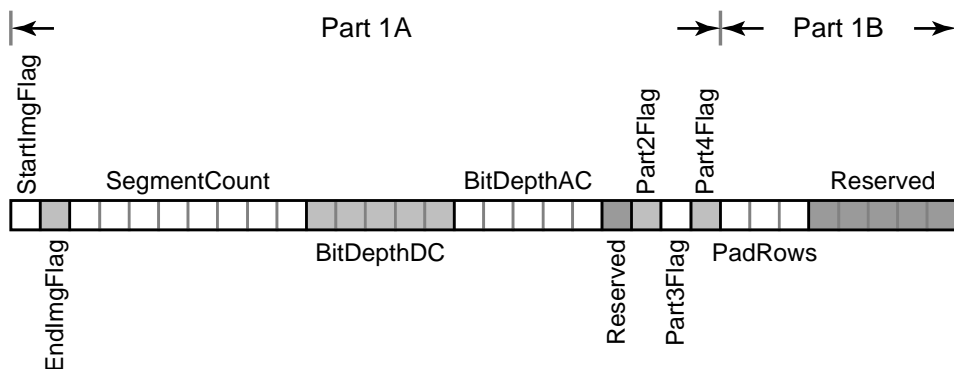 Part 1A
Part 1B
StartImgFlag
EndImgFlag
SegmentCount
BitDepthDC
BitDepthAC
Reserved
Part2Flag
Part3Flag
Part4Flag
PadRows
Reserved